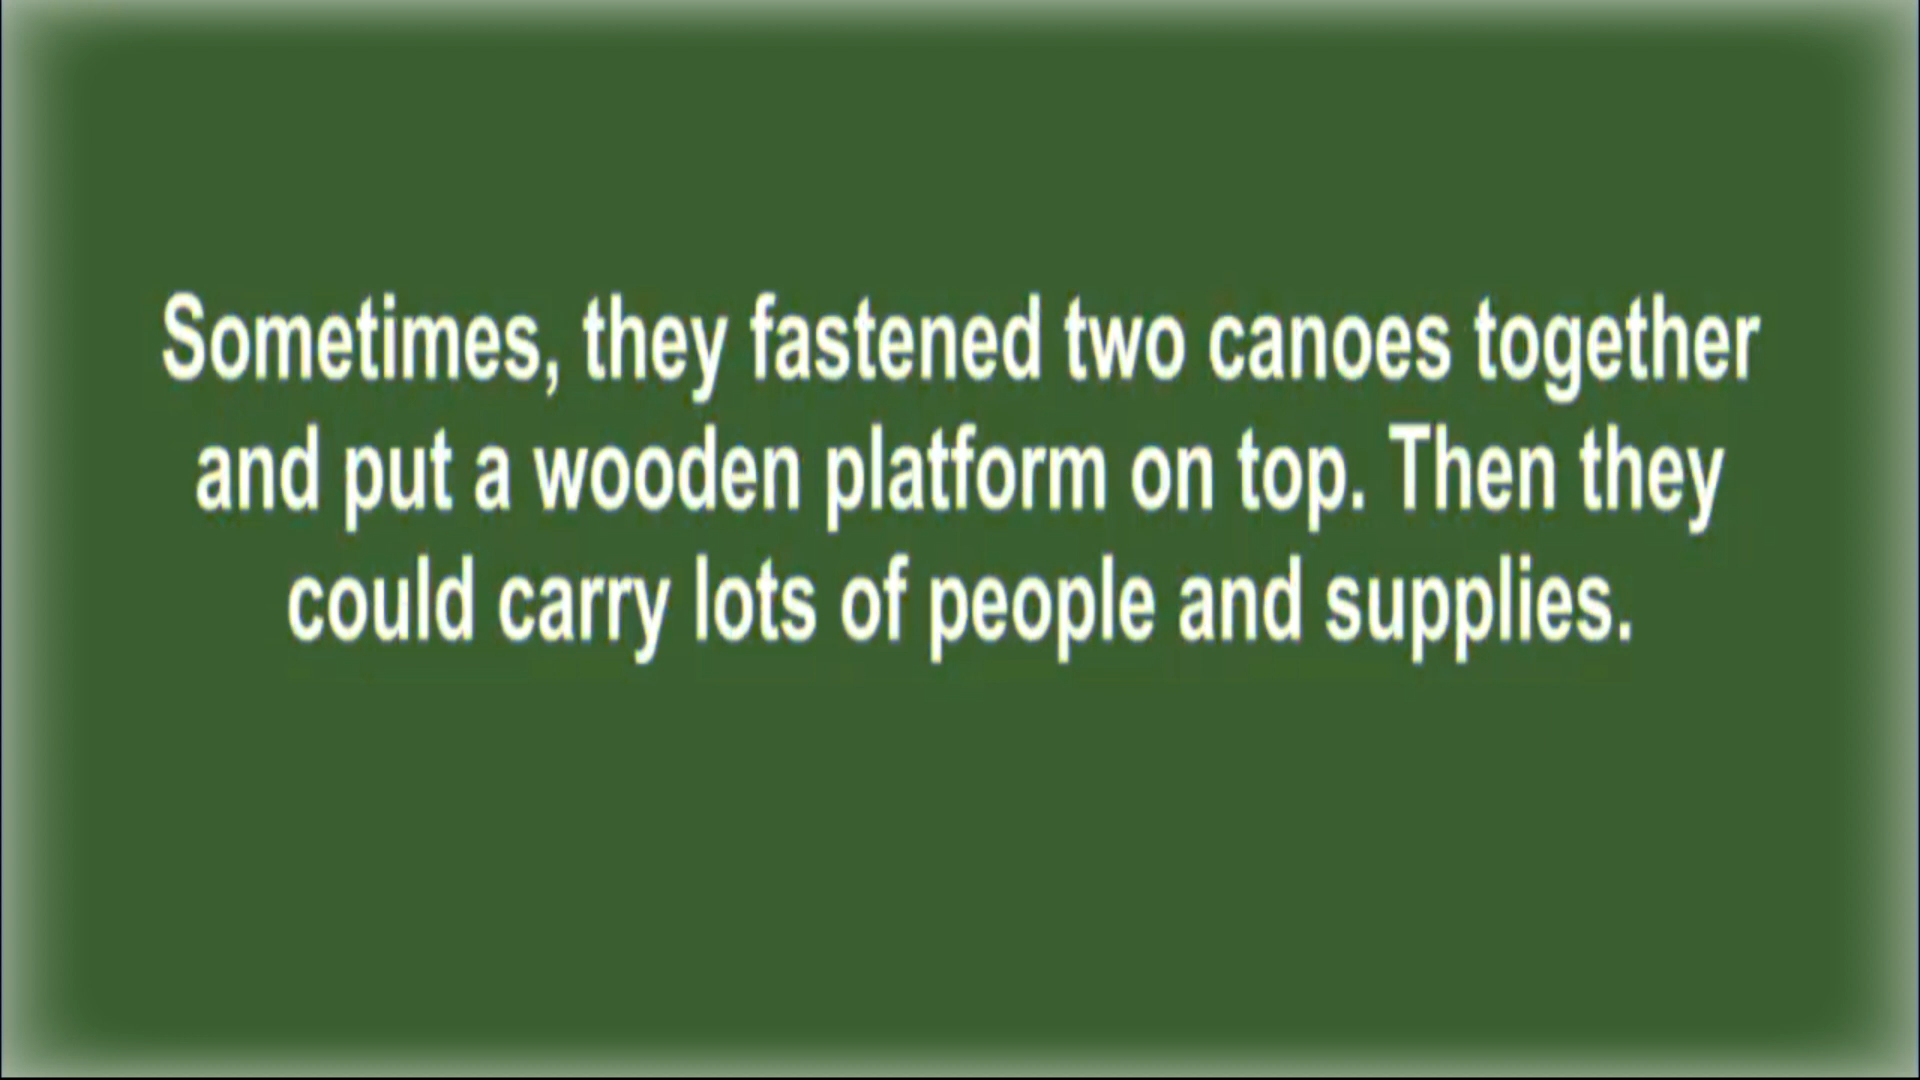 Sometimes, they fastened two canoes together
and put a wooden platform on top. Then they
could carry lots of people and supplies.